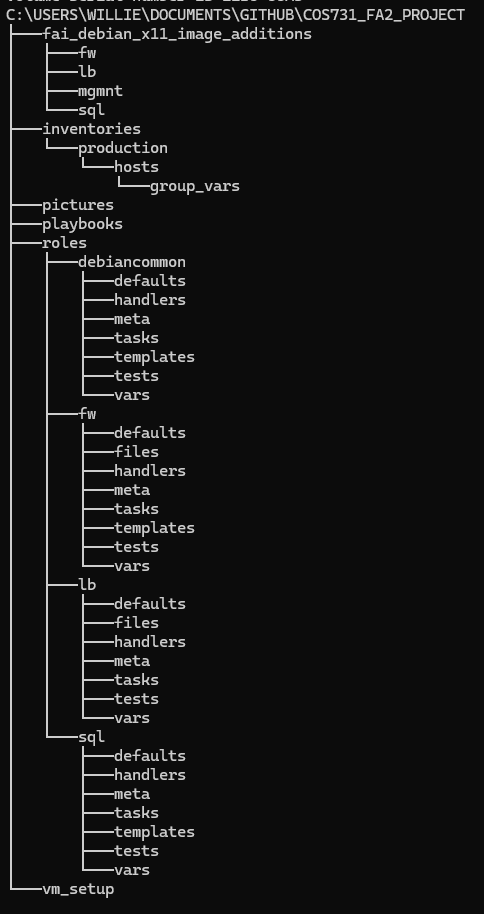 C:\USERS\WILLIE\DOCUMENTS\GITHUB\COS731_FA2_PROJECT
├───fai_debian_x11_image_additions
│   ├───fw
│   ├───lb
│   ├───mgmnt
│   └───sql
├───inventories
│   └───production
│       └───hosts
│           └───group_vars
├───pictures
├───playbooks
├───roles
│   ├───debiancommon
│   │   ├───defaults
│   │   ├───handlers
│   │   ├───meta
│   │   ├───tasks
│   │   ├───templates
│   │   ├───tests
│   │   └───vars
│   ├───fw
│   │   ├───defaults
│   │   ├───files
│   │   ├───handlers
│   │   ├───meta
│   │   ├───tasks
│   │   ├───templates
│   │   ├───tests
│   │   └───vars
│   ├───lb
│   │   ├───defaults
│   │   ├───files
│   │   ├───handlers
│   │   ├───meta
│   │   ├───tasks
│   │   ├───tests
│   │   └───vars
│   └───sql
│       ├───defaults
│       ├───handlers
│       ├───meta
│       ├───tasks
│       ├───templates
│       ├───tests
│       └───vars
└───vm_setup